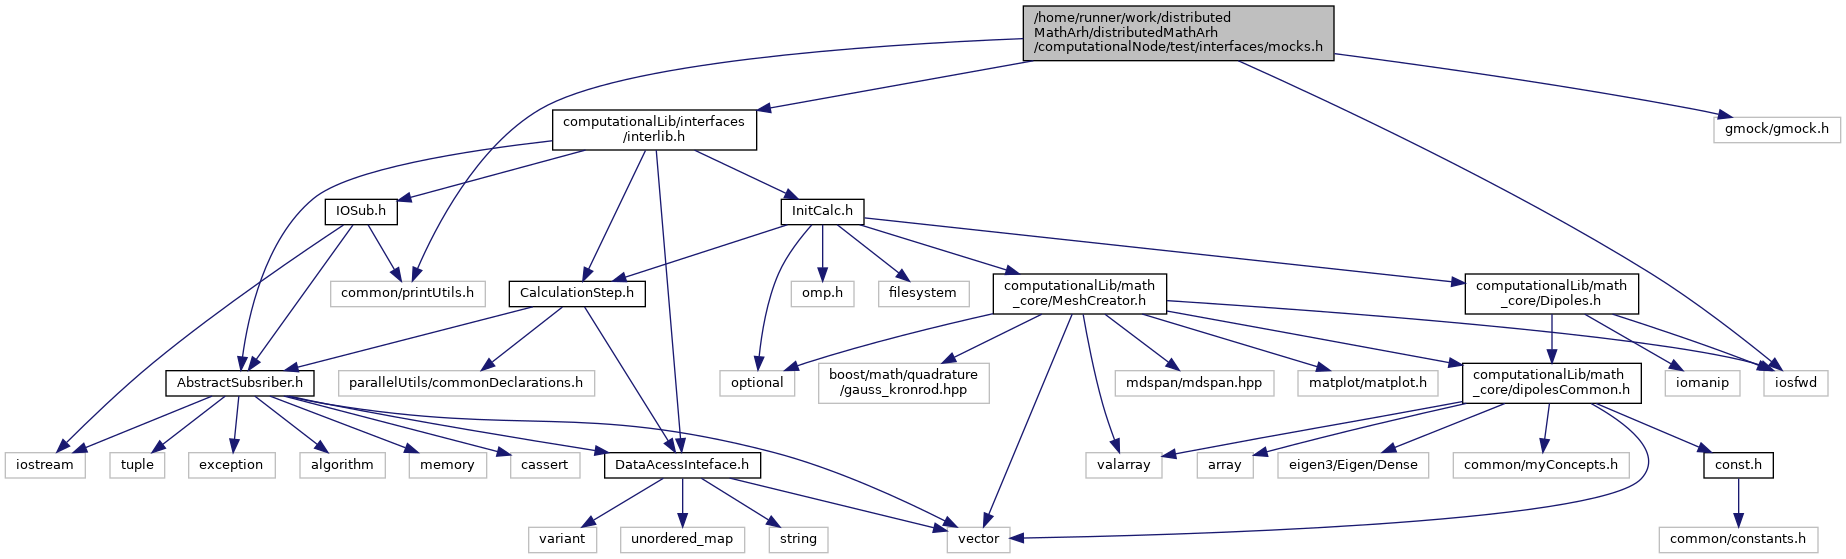 /home/runner/work/distributed
MathArh/distributedMathArh
/computationalNode/test/interfaces/mocks.h
computationalLib/interfaces
/interlib.h
gmock/gmock.h
IOSub.h
InitCalc.h
common/printUtils.h
CalculationStep.h
omp.h
filesystem
computationalLib/math
_core/MeshCreator.h
computationalLib/math
_core/Dipoles.h
AbstractSubsriber.h
parallelUtils/commonDeclarations.h
optional
boost/math/quadrature
/gauss_kronrod.hpp
mdspan/mdspan.hpp
matplot/matplot.h
computationalLib/math
_core/dipolesCommon.h
iomanip
iosfwd
iostream
tuple
exception
algorithm
memory
cassert
DataAcessInteface.h
valarray
array
eigen3/Eigen/Dense
common/myConcepts.h
const.h
variant
unordered_map
string
vector
common/constants.h